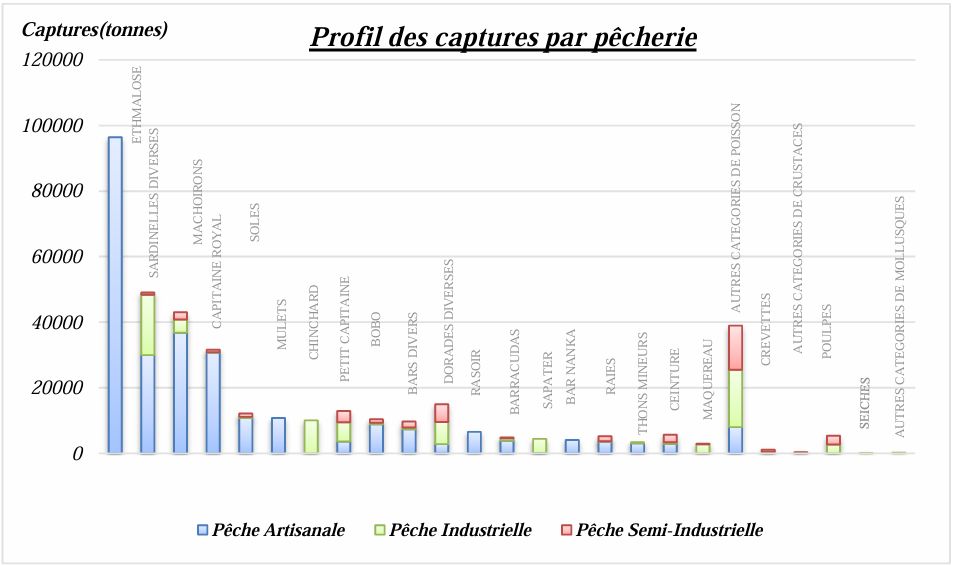 Captures(tonnes)
Profil des captures par pêcherie
120000
100000
80000
60000
40000
20000
0
ETHMALOSE
SARDINELLES DIVERSES
MACHOIRONS
CAPITAINE ROYAL
SOLES
MULETS
CHINCHARD
PETIT CAPITAINE
BOBO
BARS DIVERS
DORADES DIVERSES
RASOIR
BARRACUDAS
SAPATER
BAR NANKA
RAIES
THONS MINEURS
CEINTURE
MAQUEREAU
AUTRES CATEGORIES DE POISSON
CREVETTES
AUTRES CATEGORIES DE CRUSTACES
POULPES
SEICHES
AUTRES CATEGORIES DE MOLLUSQUES
Pêche Artisanale
Pêche Industrielle
Pêche Semi-Industrielle